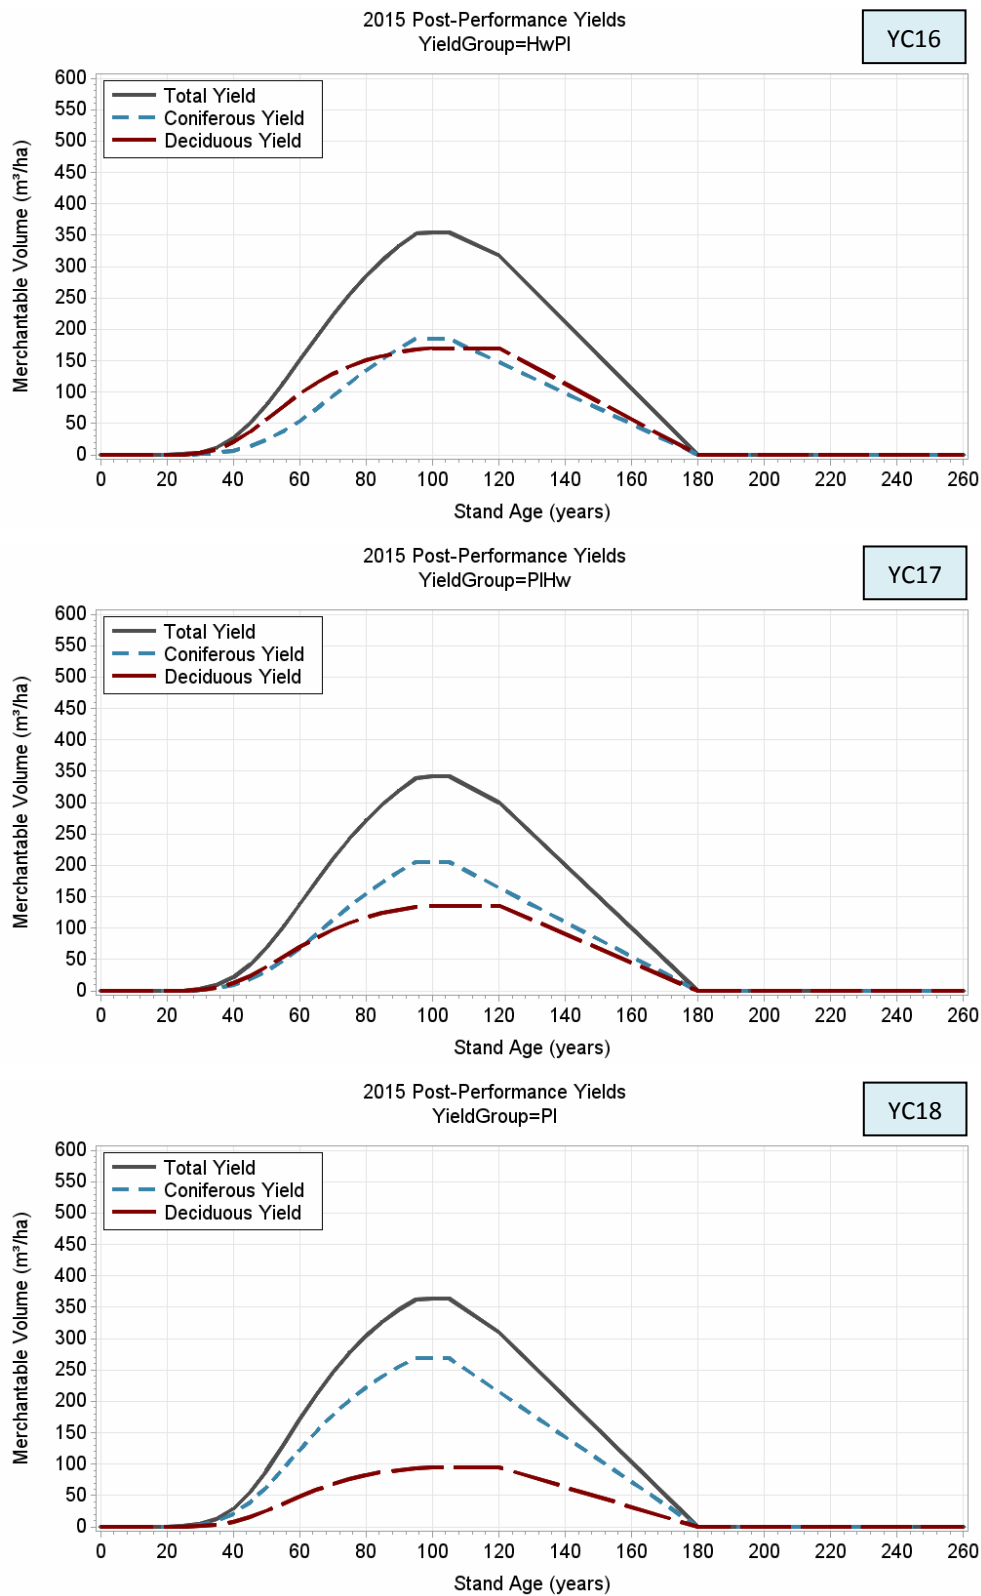 2015 Post-Performance Yields
YieldGroup=HwPl
YC16
Total Yield
Coniferous Yield
Deciduous Yield
Merchantable Volume (m³/ha)
600
550
500
450
400
350
300
250
200
150
100
50
0
0 20 40 60 80 100 120 140 160 180 200 220 240 260
Stand Age (years)
2015 Post-Performance Yields
YieldGroup=PlHw
YC17
Total Yield
Coniferous Yield
Deciduous Yield
Merchantable Volume (m³/ha)
600
550
500
450
400
350
300
250
200
150
100
50
0
0 20 40 60 80 100 120 140 160 180 200 220 240 260
Stand Age (years)
2015 Post-Performance Yields
YieldGroup=Pl
YC18
Total Yield
Coniferous Yield
Deciduous Yield
Merchantable Volume (m³/ha)
600
550
500
450
400
350
300
250
200
150
100
50
0
0 20 40 60 80 100 120 140 160 180 200 220 240 260
Stand Age (years)